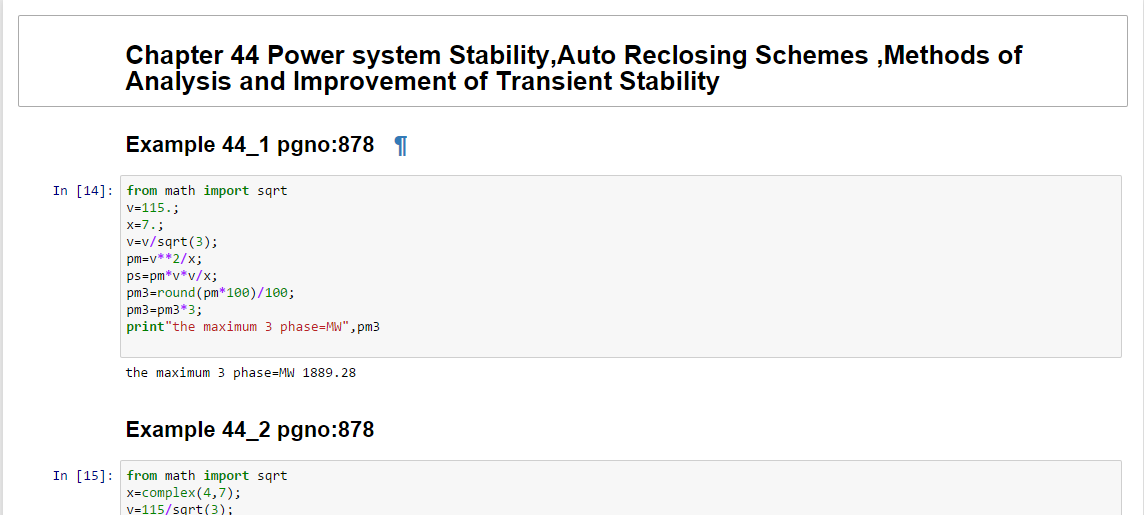 Chapter 44 Power system Stability,Auto Reclosing Schemes ,Methods of
Analysis and Improvement of Transient Stability
Example 44_1 pgno:878 ¶
In [14]: from math import sqrt
v=115.;
x=7.;
v=v/sqrt(3);
pm=v**2/x;
ps=pm*v*v/x;
pm3=round(pm*100)/100;
pm3=pm3*3;
print"the maximum 3 phase=MW",pm3
the maximum 3 phase=MW 1889.28
Example 44_2 pgno:878
In [15]: from math import sqrt
x=complex(4,7);
v=115/sqrt(3);